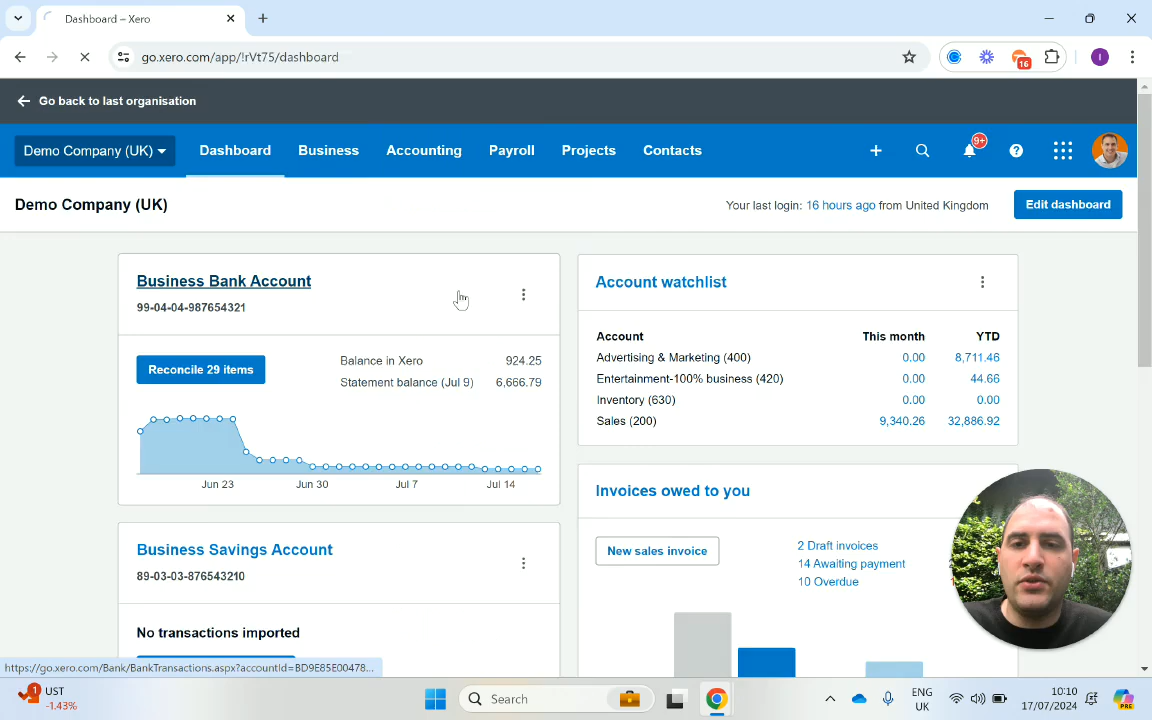 Dashboard – Xero
go.xero.com/app/!rVt75/dashboard
16
I
Go back to last organisation
Demo Company (UK)
Dashboard
Business
Accounting
Payroll
Projects
Contacts
9+
Demo Company (UK)
Your last login: 16 hours ago from United Kingdom
Edit dashboard
Business Bank Account
99-04-04-987654321
Reconcile 29 items
Balance in Xero 924.25
Statement balance (Jul 9) 6,666.79
Jun 23 Jun 30 Jul 7 Jul 14
Business Savings Account
89-03-03-876543210
No transactions imported
Account watchlist
Account This month YTD
Advertising & Marketing (400) 0.00 8,711.46
Entertainment-100% business (420) 0.00 44.66
Inventory (630) 0.00 0.00
Sales (200) 9,340.26 32,886.92
Invoices owed to you
New sales invoice
2 Draft invoices
14 Awaiting payment
10 Overdue
https://go.xero.com/Bank/BankTransactions.aspx?accountId=BD9E85E00478...
1
UST
-1.43%
Search
ENG
UK
10:10
17/07/2024
PRE